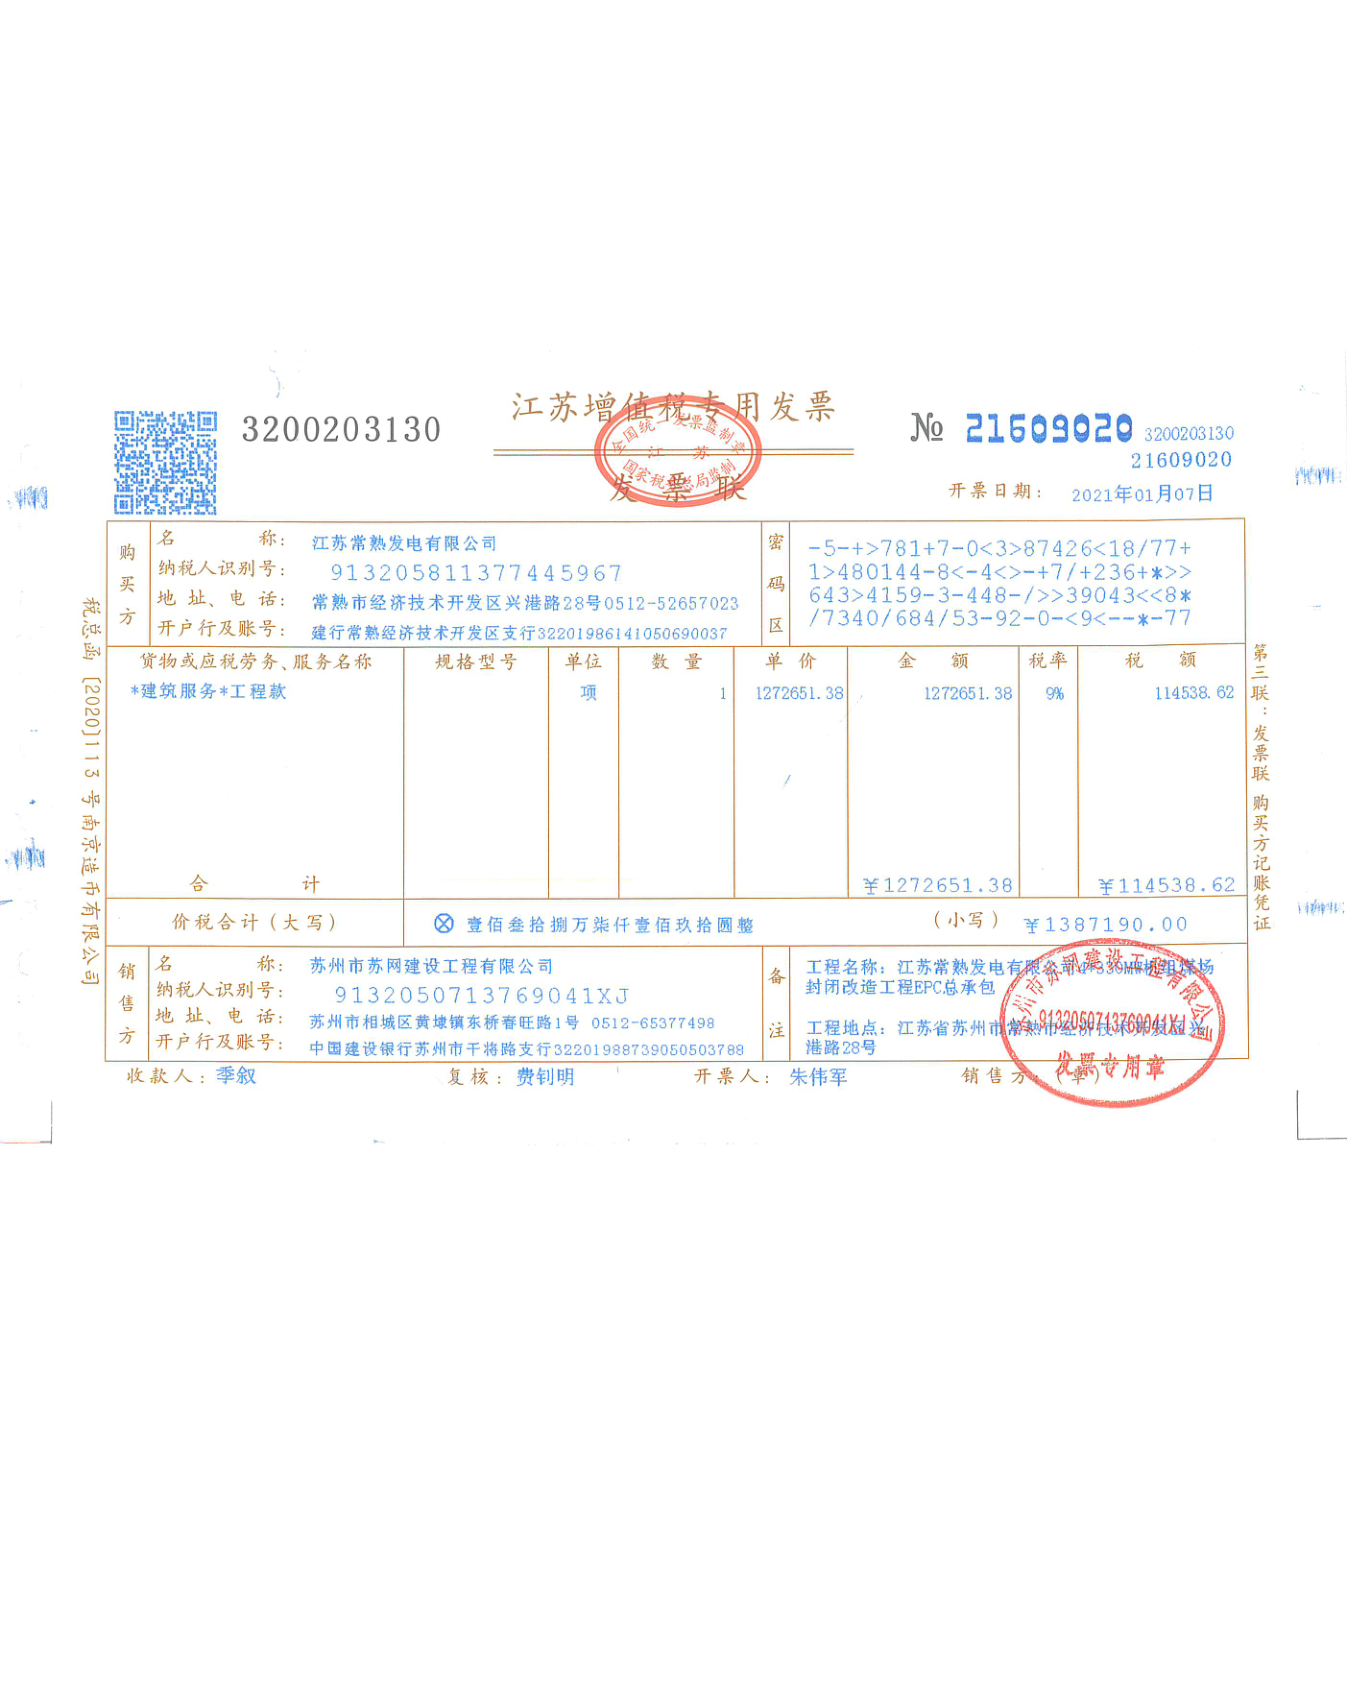 江苏增值税专用发票
3200203130
№ 21609020 3200203130
21609020
全国统一发票监制章
江 苏
国家税务总局监制
发 票 联
开票日期: 2021年01月07日
购买方
名 称: 江苏常熟发电有限公司
纳税人识别号: 913205811377445967
地 址、电 话: 常熟市经济技术开发区兴港路28号0512-52657023
开户行及账号: 建行常熟经济技术开发区支行32201986141050690037
密码区
-5-+>781+7-0<3>87426<18/77+
1>480144-8<-4<>-+7/+236+*>>
643>4159-3-448-/>>39043<<8*
/7340/684/53-92-0-<9<--*-77
货物或应税劳务、服务名称 规格型号 单位 数 量 单 价 金 额 税率 税 额
*建筑服务*工程款 项 1 1272651.38 1272651.38 9% 114538.62
合 计 ¥1272651.38 ¥114538.62
价税合计(大写) ⊗ 壹佰叁拾捌万柒仟壹佰玖拾圆整 (小写) ¥1387190.00
销售方
名 称: 苏州市苏网建设工程有限公司
纳税人识别号: 9132050713769041XJ
地 址、电 话: 苏州市相城区黄埭镇东桥春旺路1号 0512-65377498
开户行及账号: 中国建设银行苏州市干将路支行32201988739050503788
备注
工程名称: 江苏常熟发电有限公司4*330MW机组煤场
封闭改造工程EPC总承包
工程地点: 江苏省苏州市常熟市经济技术开发区兴
港路28号
收款人: 季叙 复核: 费钊明 开票人: 朱伟军 销售方:(章)
苏州市苏网建设工程有限公司
9132050713769041XJ
发票专用章
税总函〔2020〕113号南京造币有限公司
第三联:发票联 购买方记账凭证